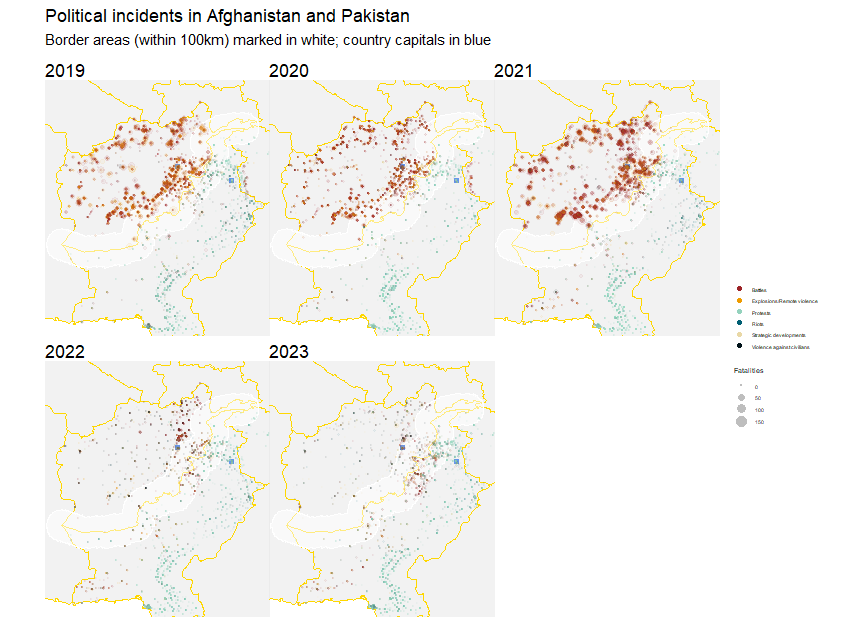 Political incidents in Afghanistan and Pakistan
Border areas (within 100km) marked in white; country capitals in blue
2019
2020
2021
2022
2023
Battles
Explosions/Remote violence
Protests
Riots
Strategic developments
Violence against civilians
Fatalities
0
50
100
150